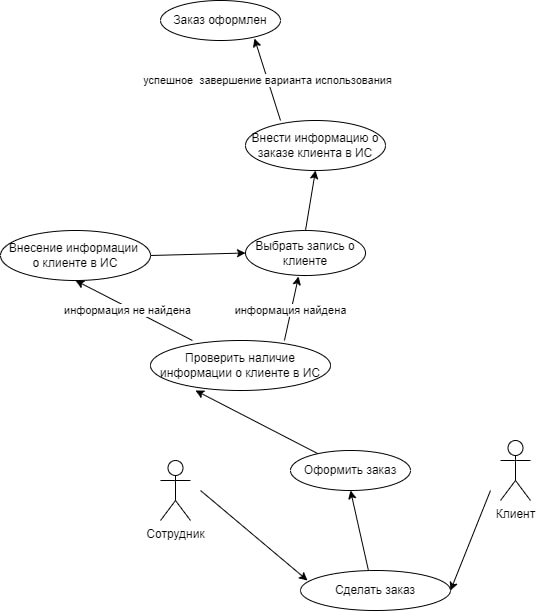 Заказ оформлен
успешное завершение варианта использования
Внести информацию о
заказе клиента в ИС
Внесение информации
о клиенте в ИС
Выбрать запись о
клиенте
информация не найдена
информация найдена
Проверить наличие
информации о клиенте в ИС
Оформить заказ
Сотрудник
Клиент
Сделать заказ